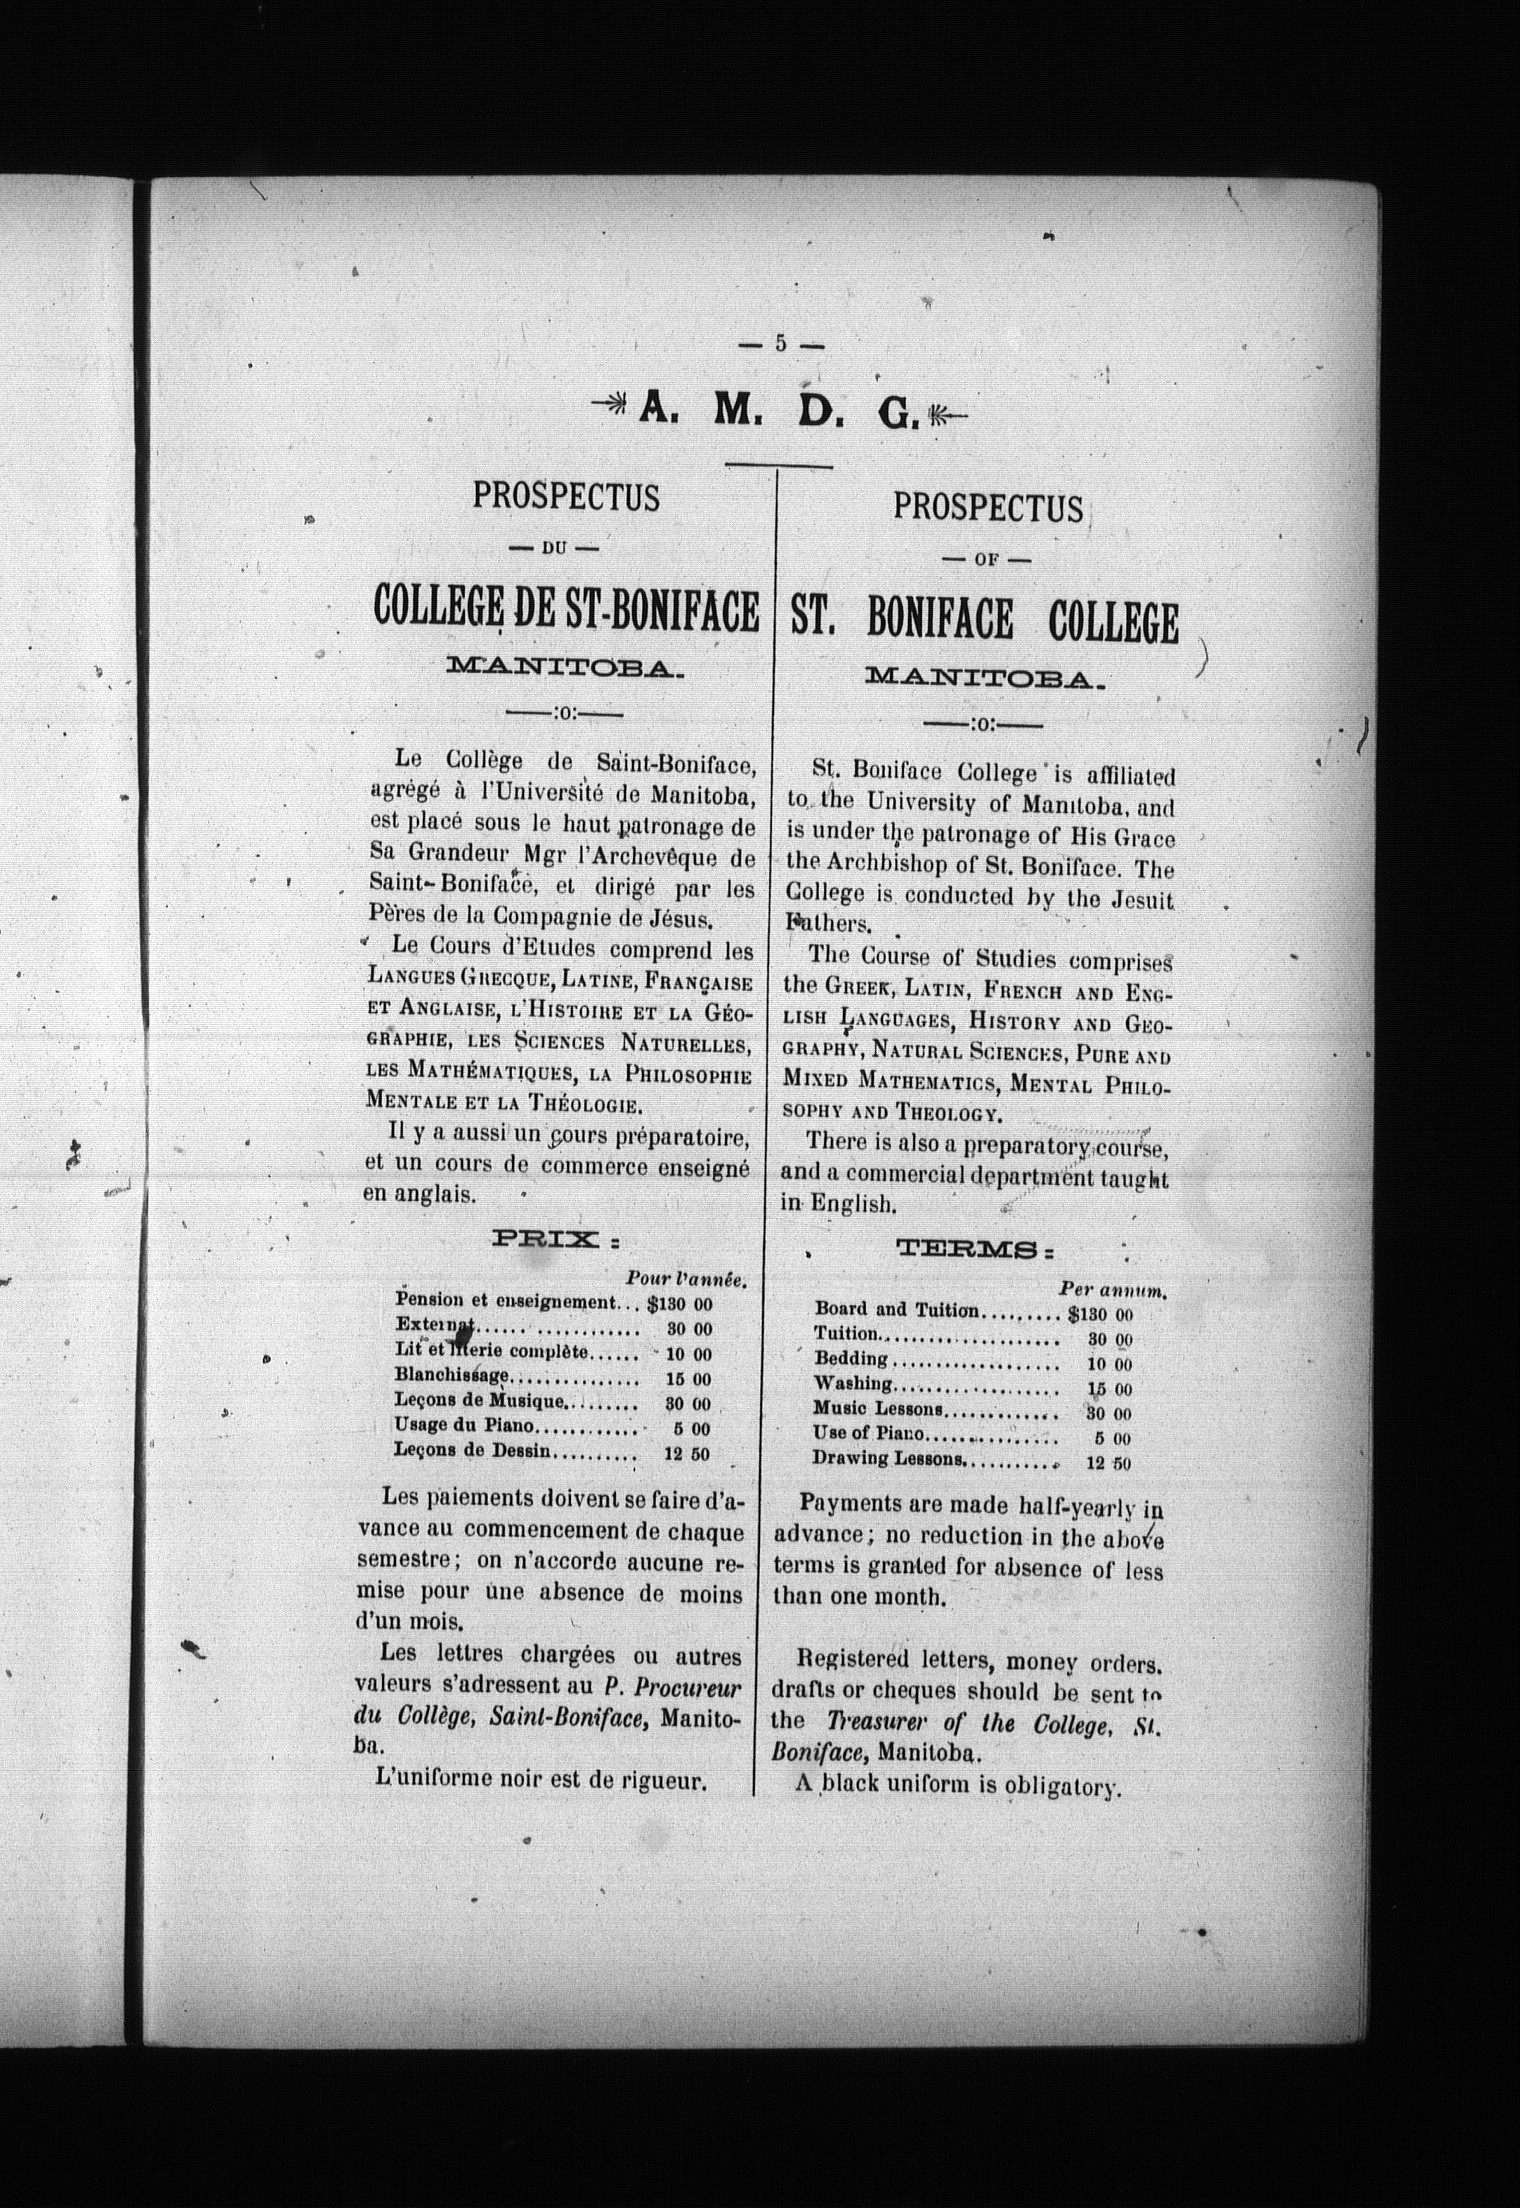 — 5 —
A. M. D. G.
PROSPECTUS
— DU —
COLLEGE DE ST-BONIFACE
MANITOBA.
——:o:——
Le Collège de Saint-Boniface,
agrégé à l'Université de Manitoba,
est placé sous le haut patronage de
Sa Grandeur Mgr l'Archevêque de
Saint-Boniface, et dirigé par les
Pères de la Compagnie de Jésus.
Le Cours d'Etudes comprend les
LANGUES GRECQUE, LATINE, FRANÇAISE
ET ANGLAISE, L'HISTOIRE ET LA GÉO-
GRAPHIE, LES SCIENCES NATURELLES,
LES MATHÉMATIQUES, LA PHILOSOPHIE
MENTALE ET LA THÉOLOGIE.
Il y a aussi un cours préparatoire,
et un cours de commerce enseigné
en anglais.
PRIX :
Pour l'année.
Pension et enseignement... $130 00
Externat.................. 30 00
Lit et literie complète...... 10 00
Blanchissage............... 15 00
Leçons de Musique......... 30 00
Usage du Piano............ 5 00
Leçons de Dessin.......... 12 50
Les paiements doivent se faire d'a-
vance au commencement de chaque
semestre; on n'accorde aucune re-
mise pour une absence de moins
d'un mois.
Les lettres chargées ou autres
valeurs s'adressent au P. Procureur
du Collège, Saint-Boniface, Manito-
ba.
L'uniforme noir est de rigueur.
PROSPECTUS
— OF —
ST. BONIFACE COLLEGE
MANITOBA.
——:o:——
St. Boniface College is affiliated
to the University of Manitoba, and
is under the patronage of His Grace
the Archbishop of St. Boniface. The
College is conducted by the Jesuit
Fathers.
The Course of Studies comprises
the GREEK, LATIN, FRENCH AND ENG-
LISH LANGUAGES, HISTORY AND GEO-
GRAPHY, NATURAL SCIENCES, PURE AND
MIXED MATHEMATICS, MENTAL PHILO-
SOPHY AND THEOLOGY.
There is also a preparatory course,
and a commercial department taught
in English.
TERMS :
Per annum.
Board and Tuition......... $130 00
Tuition..................... 30 00
Bedding ................... 10 00
Washing.................... 15 00
Music Lessons............. 30 00
Use of Piano................ 5 00
Drawing Lessons............ 12 50
Payments are made half-yearly in
advance; no reduction in the above
terms is granted for absence of less
than one month.
Registered letters, money orders.
drafts or cheques should be sent to
the Treasurer of the College, St.
Boniface, Manitoba.
A black uniform is obligatory.